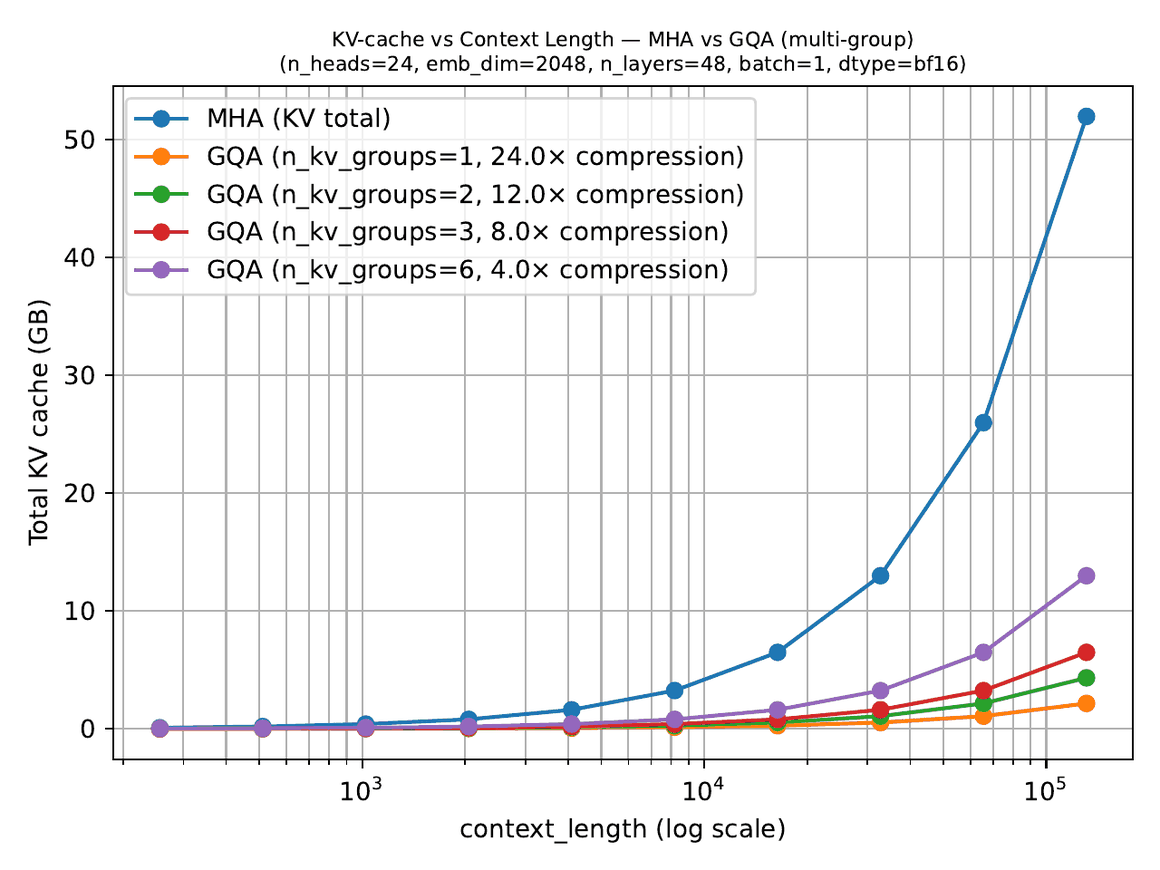 KV-cache vs Context Length — MHA vs GQA (multi-group)
(n_heads=24, emb_dim=2048, n_layers=48, batch=1, dtype=bf16)
MHA (KV total)
GQA (n_kv_groups=1, 24.0× compression)
GQA (n_kv_groups=2, 12.0× compression)
GQA (n_kv_groups=3, 8.0× compression)
GQA (n_kv_groups=6, 4.0× compression)
Total KV cache (GB)
50
40
30
20
10
0
10³
10⁴
10⁵
context_length (log scale)